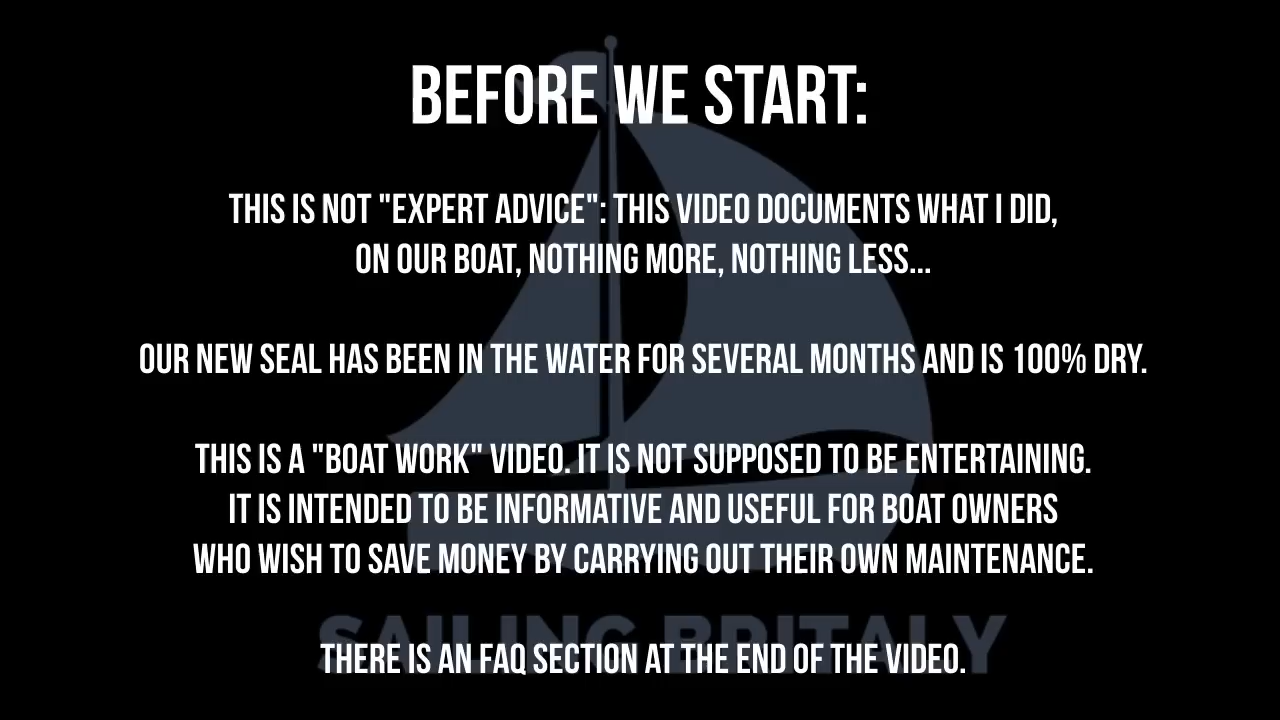 BEFORE WE START:
THIS IS NOT "EXPERT ADVICE": THIS VIDEO DOCUMENTS WHAT I DID,
ON OUR BOAT, NOTHING MORE, NOTHING LESS...
OUR NEW SEAL HAS BEEN IN THE WATER FOR SEVERAL MONTHS AND IS 100% DRY.
THIS IS A "BOAT WORK" VIDEO. IT IS NOT SUPPOSED TO BE ENTERTAINING.
IT IS INTENDED TO BE INFORMATIVE AND USEFUL FOR BOAT OWNERS
WHO WISH TO SAVE MONEY BY CARRYING OUT THEIR OWN MAINTENANCE.
SAILING BRITALY
THERE IS AN FAQ SECTION AT THE END OF THE VIDEO.